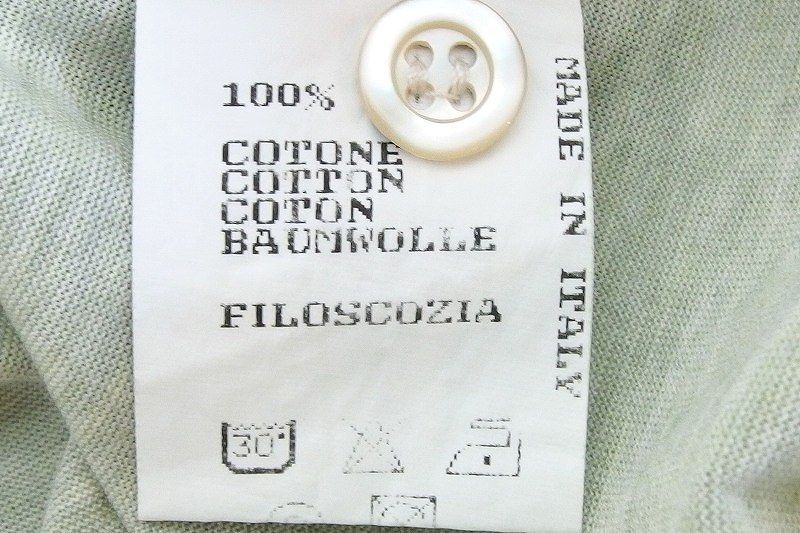 100%
COTONE
COTTON
COTON
BAUMWOLLE
FILOSCOZIA
30°
MADE IN ITALY